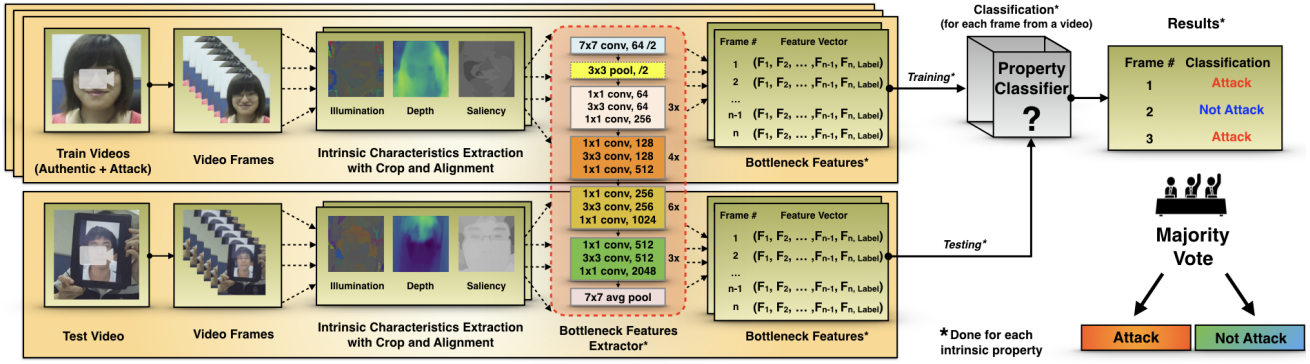 Train Videos
(Authentic + Attack)
Video Frames
Illumination
Depth
Saliency
Intrinsic Characteristics Extraction
with Crop and Alignment
7x7 conv, 64 /2
3x3 pool, /2
1x1 conv, 64
3x3 conv, 64
1x1 conv, 256
3x
1x1 conv, 128
3x3 conv, 128
1x1 conv, 512
4x
1x1 conv, 256
3x3 conv, 256
1x1 conv, 1024
6x
1x1 conv, 512
3x3 conv, 512
1x1 conv, 2048
3x
7x7 avg pool
Bottleneck Features
Extractor*
Frame # Feature Vector
1 (F1, F2, ... ,Fn-1, Fn, Label)
2 (F1, F2, ... ,Fn-1, Fn, Label)
...
n-1 (F1, F2, ... ,Fn-1, Fn, Label)
n (F1, F2, ... ,Fn-1, Fn, Label)
Bottleneck Features*
Training*
Classification*
(for each frame from a video)
Property
Classifier
?
Results*
Frame # Classification
1 Attack
2 Not Attack
3 Attack
Test Video
Video Frames
Illumination
Depth
Saliency
Intrinsic Characteristics Extraction
with Crop and Alignment
Frame # Feature Vector
1 (F1, F2, ... ,Fn-1, Fn, Label)
2 (F1, F2, ... ,Fn-1, Fn, Label)
...
n-1 (F1, F2, ... ,Fn-1, Fn, Label)
n (F1, F2, ... ,Fn-1, Fn, Label)
Bottleneck Features*
Testing*
Majority
Vote
Attack
Not Attack
* Done for each
intrinsic property